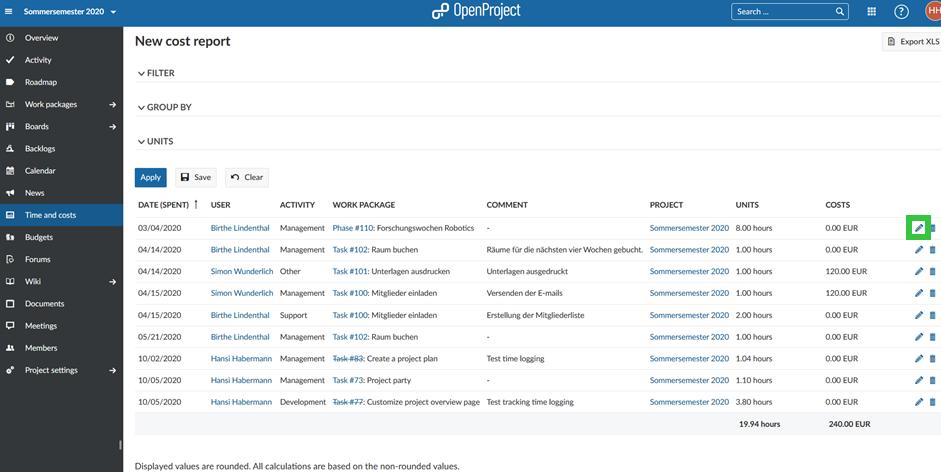 Sommersemester 2020
OpenProject
Search ...
?
HH
Overview
Activity
Roadmap
Work packages
Boards
Backlogs
Calendar
News
Time and costs
Budgets
Forums
Wiki
Documents
Meetings
Members
Project settings
New cost report
Export XLS
FILTER
GROUP BY
UNITS
Apply Save Clear
DATE (SPENT) USER ACTIVITY WORK PACKAGE COMMENT PROJECT UNITS COSTS
03/04/2020 Birthe Lindenthal Management Phase #110: Forschungswochen Robotics - Sommersemester 2020 8.00 hours 0.00 EUR
04/14/2020 Birthe Lindenthal Management Task #102: Raum buchen Räume für die nächsten vier Wochen gebucht. Sommersemester 2020 1.00 hours 0.00 EUR
04/14/2020 Simon Wunderlich Other Task #101: Unterlagen ausdrucken Unterlagen ausgedruckt Sommersemester 2020 1.00 hours 120.00 EUR
04/15/2020 Simon Wunderlich Management Task #100: Mitglieder einladen Versenden der E-mails Sommersemester 2020 1.00 hours 120.00 EUR
04/15/2020 Birthe Lindenthal Support Task #100: Mitglieder einladen Erstellung der Mitgliederliste Sommersemester 2020 2.00 hours 0.00 EUR
05/21/2020 Birthe Lindenthal Management Task #102: Raum buchen - Sommersemester 2020 1.00 hours 0.00 EUR
10/02/2020 Hansi Habermann Management Task #83: Create a project plan Test time logging Sommersemester 2020 1.04 hours 0.00 EUR
10/05/2020 Hansi Habermann Management Task #73: Project party - Sommersemester 2020 1.10 hours 0.00 EUR
10/05/2020 Hansi Habermann Development Task #77: Customize project overview page Test tracking time logging Sommersemester 2020 3.80 hours 0.00 EUR
19.94 hours 240.00 EUR
Displayed values are rounded. All calculations are based on the non-rounded values.